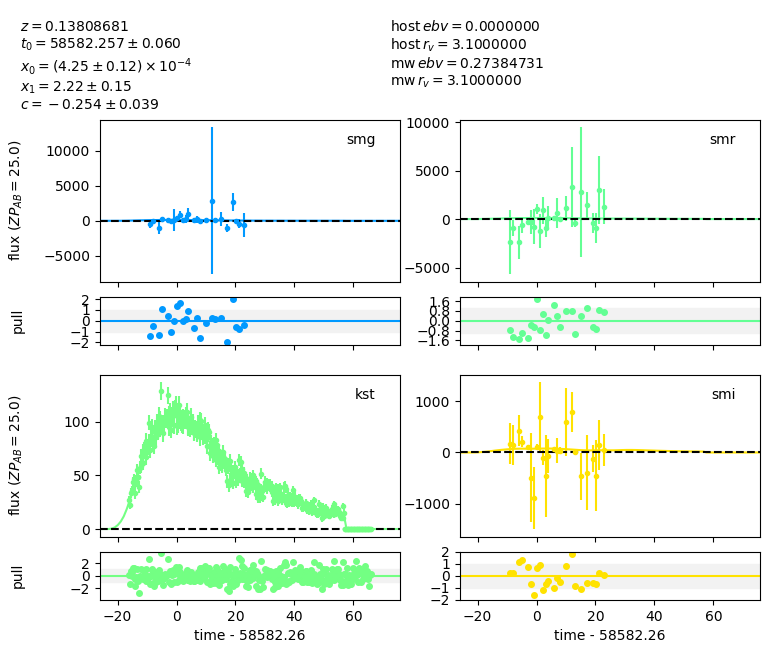 z = 0.13808681
t₀ = 58582.257 ± 0.060
x₀ = (4.25 ± 0.12) × 10⁻⁴
x₁ = 2.22 ± 0.15
c = −0.254 ± 0.039
host ebv = 0.0000000
host r_v = 3.1000000
mw ebv = 0.27384731
mw r_v = 3.1000000
flux (ZP_AB = 25.0)
10000
5000
0
−5000
smg
10000
5000
0
−5000
smr
pull
2
1
0
−1
−2
1.6
0.8
0.0
−0.8
−1.6
flux (ZP_AB = 25.0)
100
50
0
kst
1000
0
−1000
smi
pull
2
0
−2
−20 0 20 40 60
time - 58582.26
2
1
0
−1
−2
−20 0 20 40 60
time - 58582.26